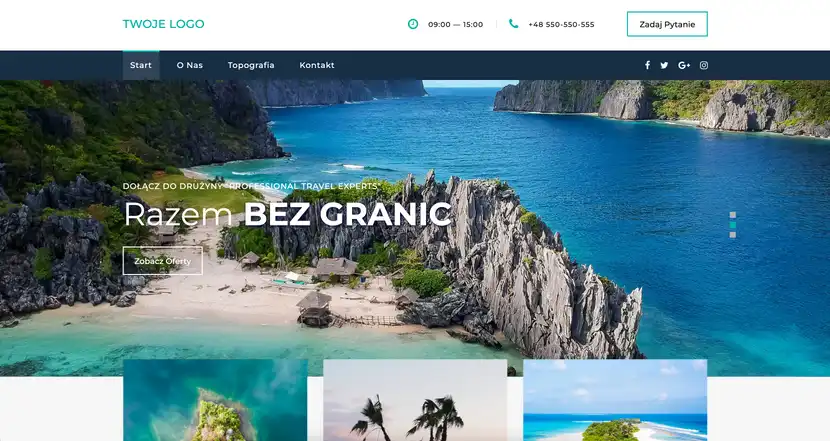 TWOJE LOGO
09:00 — 15:00
+48 550-550-555
Zadaj Pytanie
Start
O Nas
Topografia
Kontakt
DOŁĄCZ DO DRUŻYNY "PROFESSIONAL TRAVEL EXPERTS"
Razem BEZ GRANIC
Zobacz Oferty